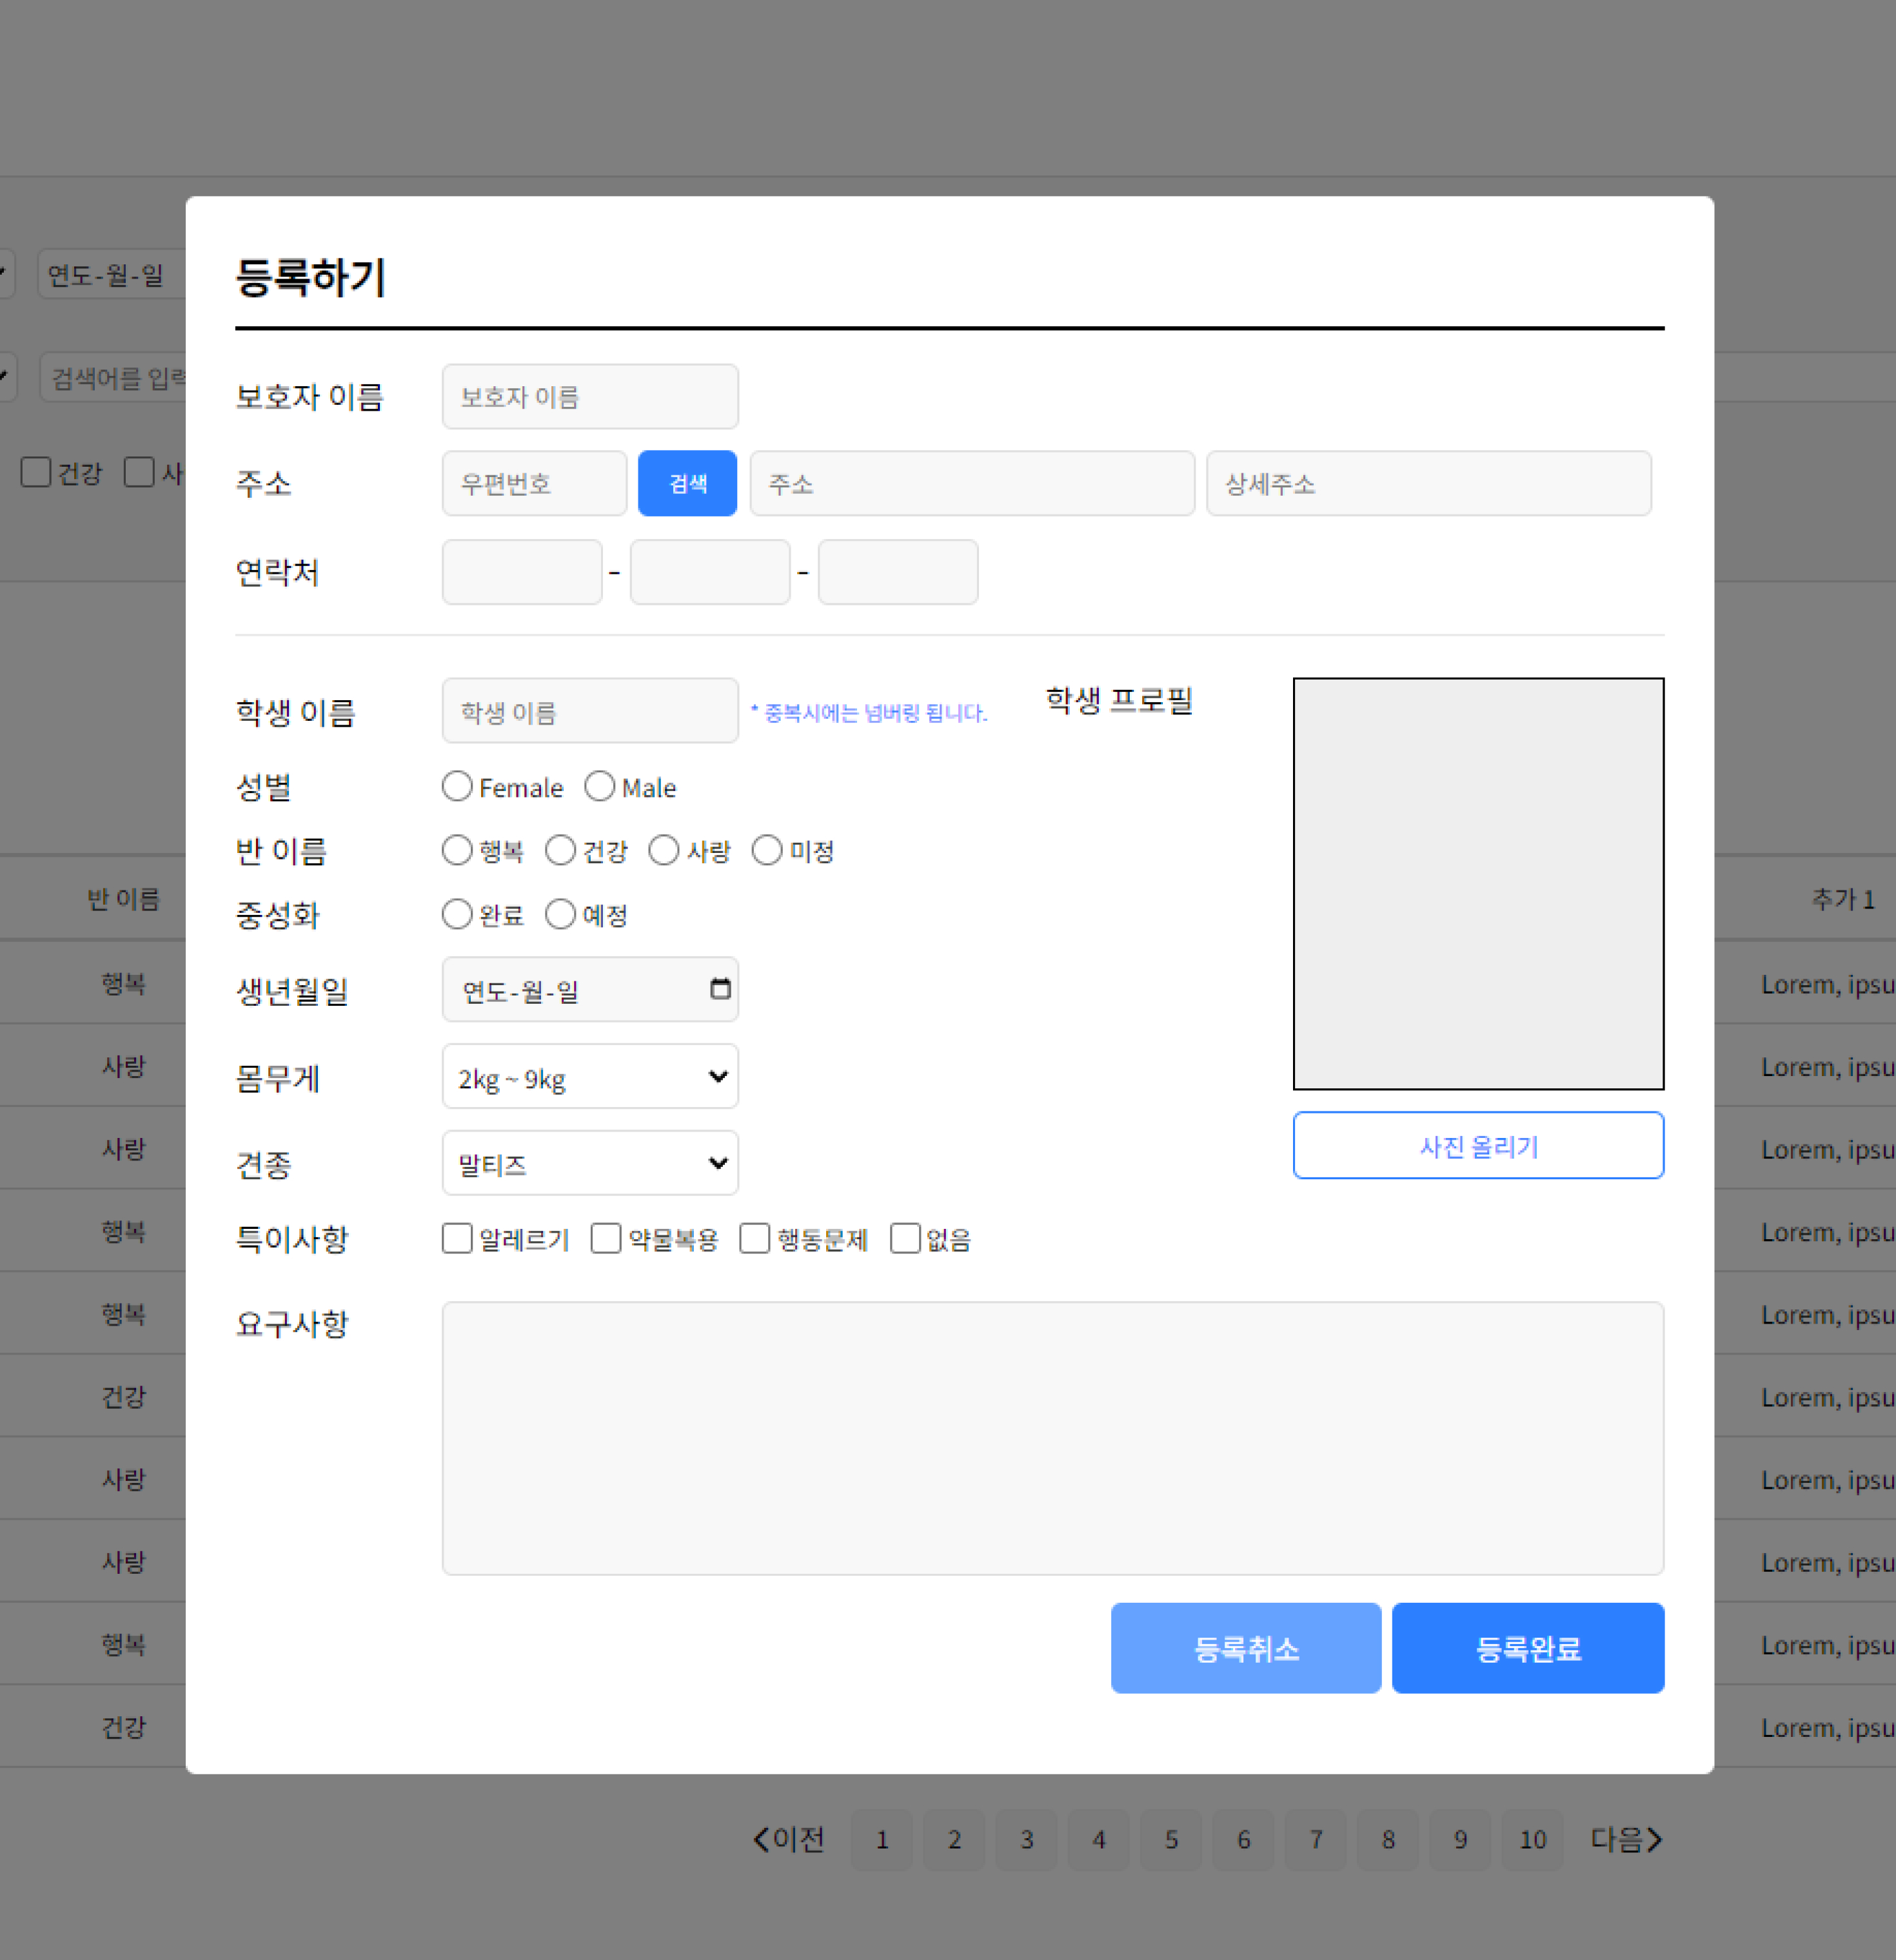 등록하기
연도-월-일
보호자 이름 보호자 이름
검색어를 입력
주소 우편번호 검색 주소 상세주소
건강 사
연락처 - -
학생 이름 학생 이름 * 중복시에는 넘버링 됩니다. 학생 프로필
성별 Female Male
반 이름 행복 건강 사랑 미정
반 이름 추가 1
중성화 완료 예정
행복 Lorem, ipsu
생년월일 연도-월-일
사랑 Lorem, ipsu
몸무게 2kg ~ 9kg
사랑 사진 올리기 Lorem, ipsu
견종 말티즈
행복 Lorem, ipsu
특이사항 알레르기 약물복용 행동문제 없음
행복 Lorem, ipsu
요구사항
건강 Lorem, ipsu
사랑 Lorem, ipsu
사랑 Lorem, ipsu
행복 Lorem, ipsu
등록취소 등록완료
건강 Lorem, ipsu
이전 1 2 3 4 5 6 7 8 9 10 다음